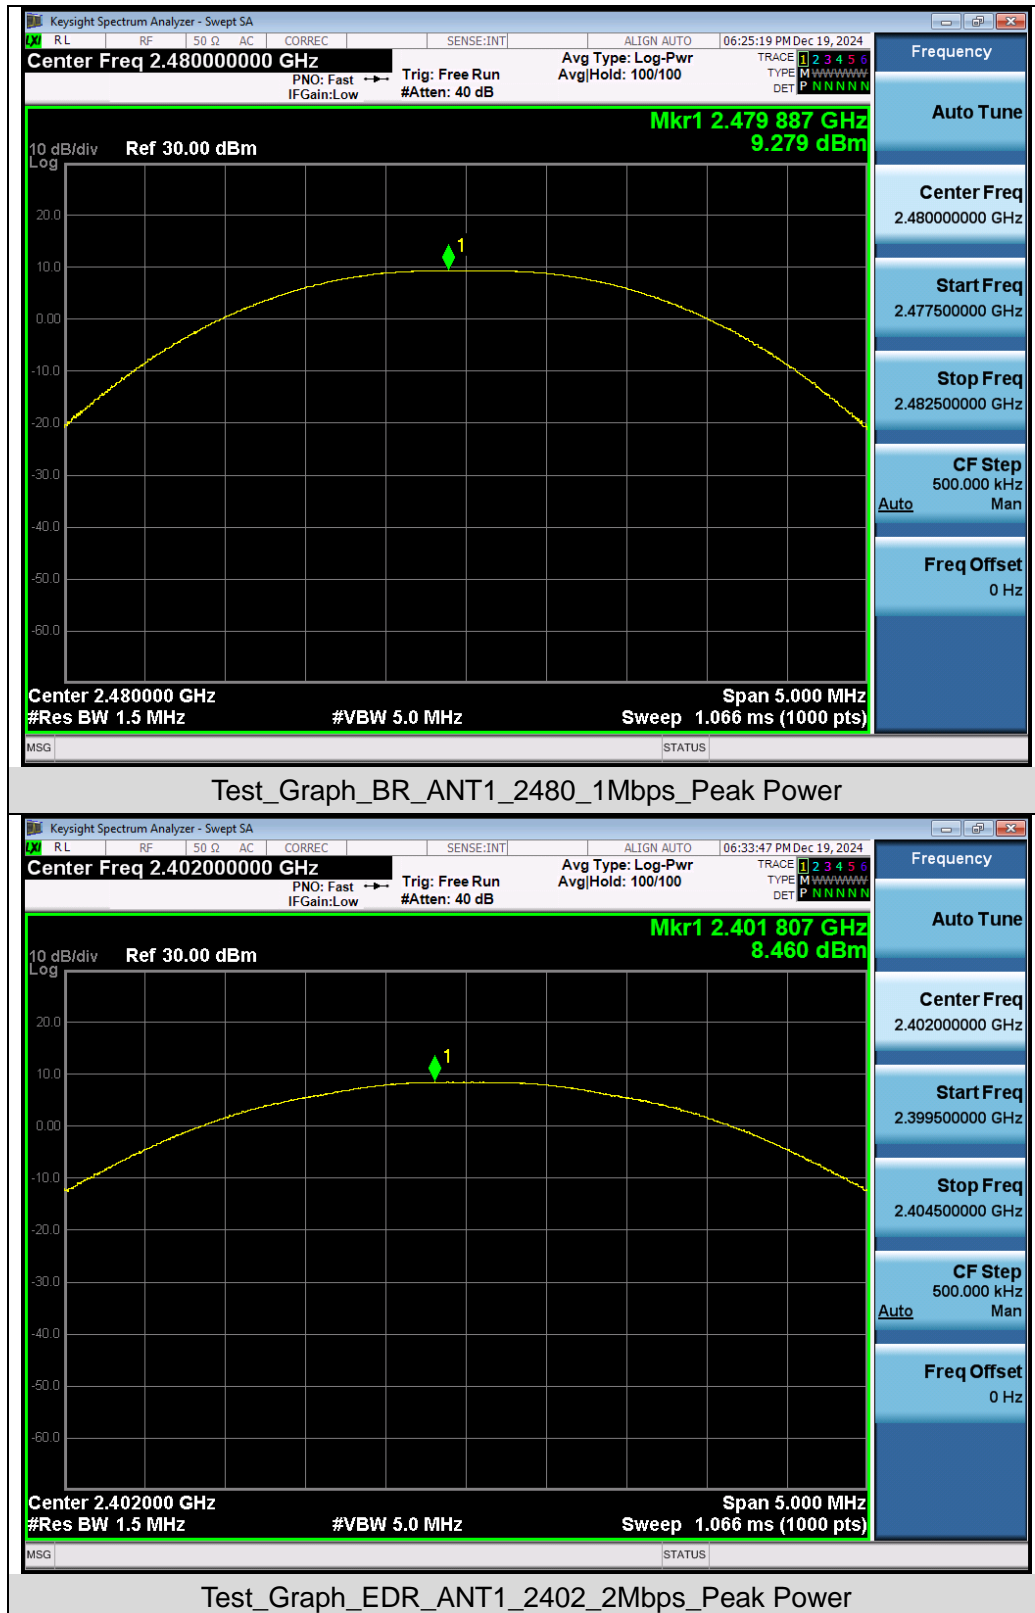 Keysight Spectrum Analyzer - Swept SA
LXI RL RF 50 Ω AC CORREC SENSE:INT ALIGN AUTO 06:25:19 PM Dec 19, 2024
Center Freq 2.480000000 GHz
PNO: Fast
IFGain:Low
Trig: Free Run
#Atten: 40 dB
Avg Type: Log-Pwr
Avg|Hold: 100/100
TRACE 1 2 3 4 5 6
TYPE M WWWWW
DET P N N N N N
Mkr1 2.479 887 GHz
9.279 dBm
10 dB/div Ref 30.00 dBm
Log
20.0
1
10.0
0.00
-10.0
-20.0
-30.0
-40.0
-50.0
-60.0
Center 2.480000 GHz Span 5.000 MHz
#Res BW 1.5 MHz #VBW 5.0 MHz Sweep 1.066 ms (1000 pts)
MSG STATUS
Frequency
Auto Tune
Center Freq
2.480000000 GHz
Start Freq
2.477500000 GHz
Stop Freq
2.482500000 GHz
CF Step
500.000 kHz
Auto Man
Freq Offset
0 Hz
Test_Graph_BR_ANT1_2480_1Mbps_Peak Power
Keysight Spectrum Analyzer - Swept SA
LXI RL RF 50 Ω AC CORREC SENSE:INT ALIGN AUTO 06:33:47 PM Dec 19, 2024
Center Freq 2.402000000 GHz
PNO: Fast
IFGain:Low
Trig: Free Run
#Atten: 40 dB
Avg Type: Log-Pwr
Avg|Hold: 100/100
TRACE 1 2 3 4 5 6
TYPE M WWWWW
DET P N N N N N
Mkr1 2.401 807 GHz
8.460 dBm
10 dB/div Ref 30.00 dBm
Log
20.0
1
10.0
0.00
-10.0
-20.0
-30.0
-40.0
-50.0
-60.0
Center 2.402000 GHz Span 5.000 MHz
#Res BW 1.5 MHz #VBW 5.0 MHz Sweep 1.066 ms (1000 pts)
MSG STATUS
Frequency
Auto Tune
Center Freq
2.402000000 GHz
Start Freq
2.399500000 GHz
Stop Freq
2.404500000 GHz
CF Step
500.000 kHz
Auto Man
Freq Offset
0 Hz
Test_Graph_EDR_ANT1_2402_2Mbps_Peak Power